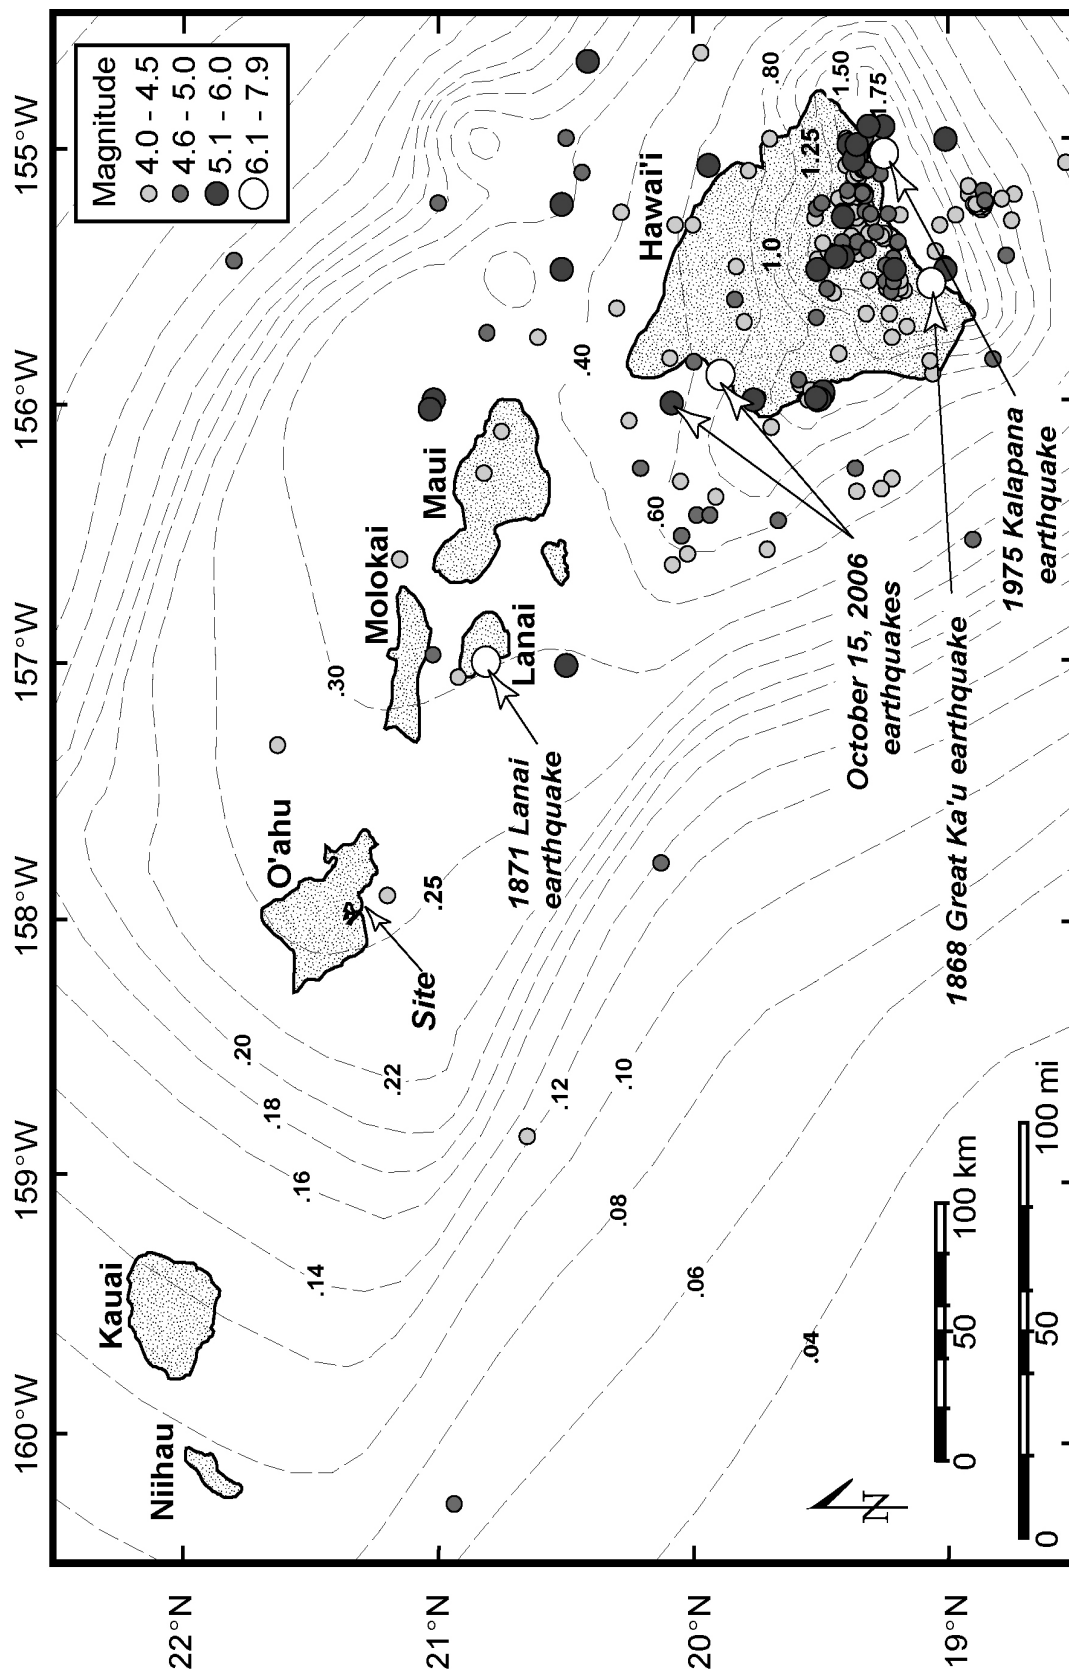 160°W
159°W
158°W
157°W
156°W
155°W
22°N
21°N
20°N
19°N
Magnitude
4.0 - 4.5
4.6 - 5.0
5.1 - 6.0
6.1 - 7.9
Niihau
Kauai
O'ahu
Molokai
Maui
Lanai
Hawai'i
Site
1871 Lanai
earthquake
October 15, 2006
earthquakes
1868 Great Ka'u earthquake
1975 Kalapana
earthquake
.20
.18
.16
.14
.22
.25
.30
.12
.10
.08
.06
.04
.40
.60
.80
1.0
1.25
1.50
1.75
N
0
50
100 km
0
50
100 mi